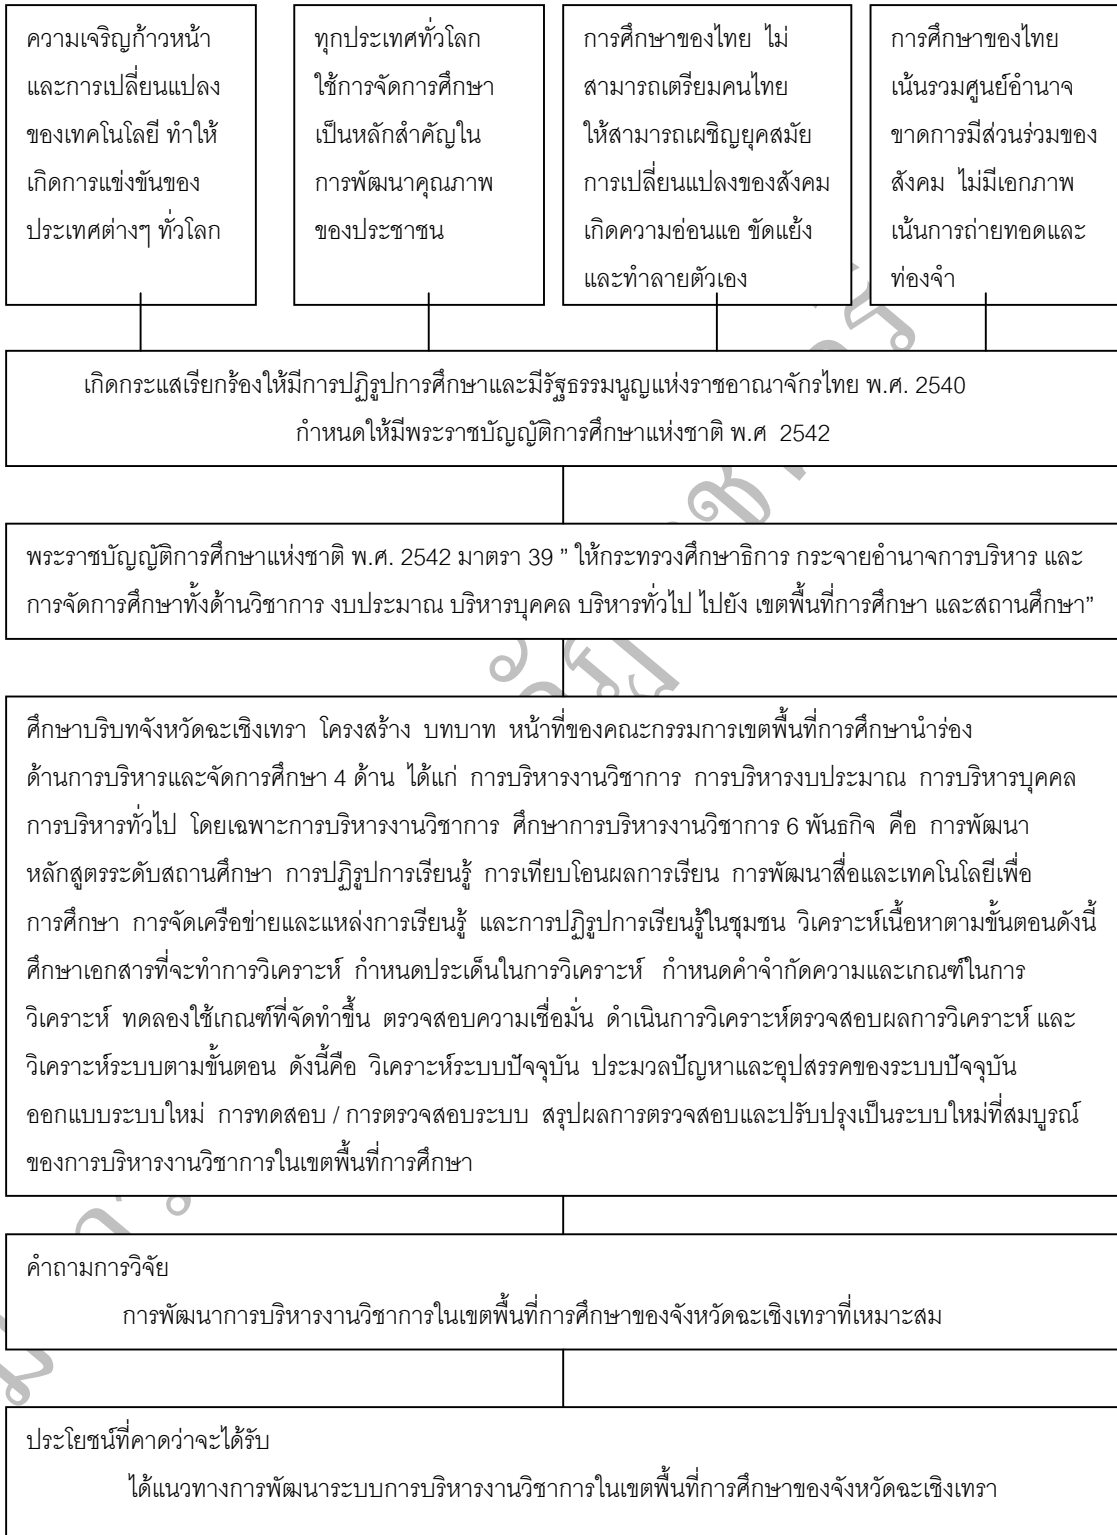 ความเจริญก้าวหน้า
และการเปลี่ยนแปลง
ของเทคโนโลยี ทำให้
เกิดการแข่งขันของ
ประเทศต่างๆ ทั่วโลก
ทุกประเทศทั่วโลก
ใช้การจัดการศึกษา
เป็นหลักสำคัญใน
การพัฒนาคุณภาพ
ของประชาชน
การศึกษาของไทย ไม่
สามารถเตรียมคนไทย
ให้สามารถเผชิญยุคสมัย
การเปลี่ยนแปลงของสังคม
เกิดความอ่อนแอ ขัดแย้ง
และทำลายตัวเอง
การศึกษาของไทย
เน้นรวมศูนย์อำนาจ
ขาดการมีส่วนร่วมของ
สังคม ไม่มีเอกภาพ
เน้นการถ่ายทอดและ
ท่องจำ
เกิดกระแสเรียกร้องให้มีการปฏิรูปการศึกษาและมีรัฐธรรมนูญแห่งราชอาณาจักรไทย พ.ศ. 2540
กำหนดให้มีพระราชบัญญัติการศึกษาแห่งชาติ พ.ศ 2542
พระราชบัญญัติการศึกษาแห่งชาติ พ.ศ. 2542 มาตรา 39 ” ให้กระทรวงศึกษาธิการ กระจายอำนาจการบริหาร และ
การจัดการศึกษาทั้งด้านวิชาการ งบประมาณ บริหารบุคคล บริหารทั่วไป ไปยัง เขตพื้นที่การศึกษา และสถานศึกษา”
ศึกษาบริบทจังหวัดฉะเชิงเทรา โครงสร้าง บทบาท หน้าที่ของคณะกรรมการเขตพื้นที่การศึกษานำร่อง
ด้านการบริหารและจัดการศึกษา 4 ด้าน ได้แก่ การบริหารงานวิชาการ การบริหารงบประมาณ การบริหารบุคคล
การบริหารทั่วไป โดยเฉพาะการบริหารงานวิชาการ ศึกษาการบริหารงานวิชาการ 6 พันธกิจ คือ การพัฒนา
หลักสูตรระดับสถานศึกษา การปฏิรูปการเรียนรู้ การเทียบโอนผลการเรียน การพัฒนาสื่อและเทคโนโลยีเพื่อ
การศึกษา การจัดเครือข่ายและแหล่งการเรียนรู้ และการปฏิรูปการเรียนรู้ในชุมชน วิเคราะห์เนื้อหาตามขั้นตอนดังนี้
ศึกษาเอกสารที่จะทำการวิเคราะห์ กำหนดประเด็นในการวิเคราะห์ กำหนดคำจำกัดความและเกณฑ์ในการ
วิเคราะห์ ทดลองใช้เกณฑ์ที่จัดทำขึ้น ตรวจสอบความเชื่อมั่น ดำเนินการวิเคราะห์ตรวจสอบผลการวิเคราะห์ และ
วิเคราะห์ระบบตามขั้นตอน ดังนี้คือ วิเคราะห์ระบบปัจจุบัน ประมวลปัญหาและอุปสรรคของระบบปัจจุบัน
ออกแบบระบบใหม่ การทดสอบ / การตรวจสอบระบบ สรุปผลการตรวจสอบและปรับปรุงเป็นระบบใหม่ที่สมบูรณ์
ของการบริหารงานวิชาการในเขตพื้นที่การศึกษา
คำถามการวิจัย
การพัฒนาการบริหารงานวิชาการในเขตพื้นที่การศึกษาของจังหวัดฉะเชิงเทราที่เหมาะสม
ประโยชน์ที่คาดว่าจะได้รับ
ได้แนวทางการพัฒนาระบบการบริหารงานวิชาการในเขตพื้นที่การศึกษาของจังหวัดฉะเชิงเทรา